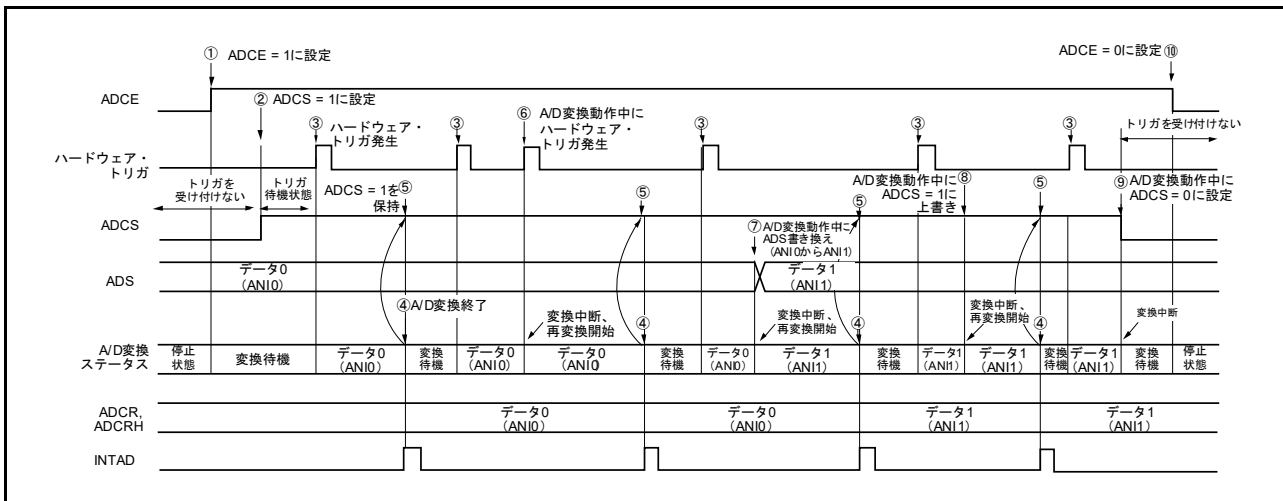 ① ADCE = 1に設定
ADCE = 0に設定 ⑩
ADCE
② ADCS = 1に設定
③ ハードウェア・
トリガ発生
③
⑥ A/D変換動作中に
ハードウェア・
トリガ発生
③
③
③
トリガを受け付けない
ハードウェア・
トリガ
トリガを
受け付けない
トリガ
待機状態
ADCS = 1を
保持
⑤
⑤
⑤
A/D変換動作中に
ADCS = 1に
上書き
⑧
⑤
⑨ A/D変換動作中に
ADCS = 0に設定
ADCS
⑦ A/D変換動作中に
ADS書き換え
(ANI0からANI1)
ADS
データ0
(ANI0)
データ1
(ANI1)
④ A/D変換終了
変換中断、
再変換開始
④
変換中断、
再変換開始
④
変換中断、
再変換開始
④
変換中断
A/D変換
ステータス
停止
状態
変換待機
データ0
(ANI0)
変換
待機
データ0
(ANI0)
データ0
(ANI0)
変換
待機
データ0
(ANI0)
データ1
(ANI1)
変換
待機
データ1
(ANI1)
データ1
(ANI1)
変換
待機
データ1
(ANI1)
変換
待機
停止
状態
ADCR,
ADCRH
データ0
(ANI0)
データ0
(ANI0)
データ1
(ANI1)
データ1
(ANI1)
INTAD